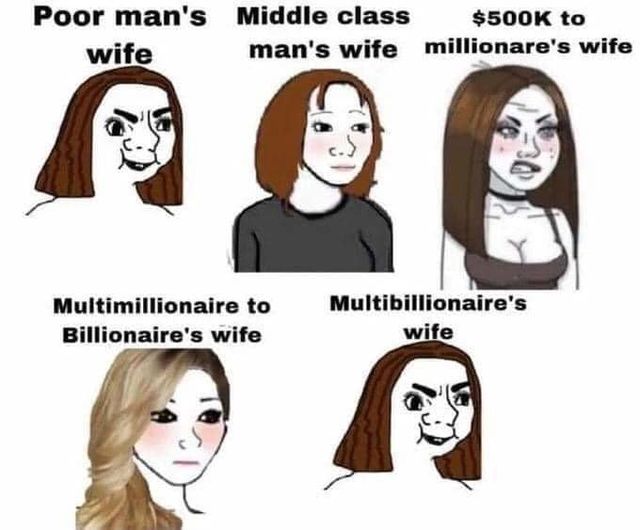 Poor man's
wife
Middle class
man's wife
$500K to
millionare's wife
Multimillionaire to
Billionaire's wife
Multibillionaire's
wife